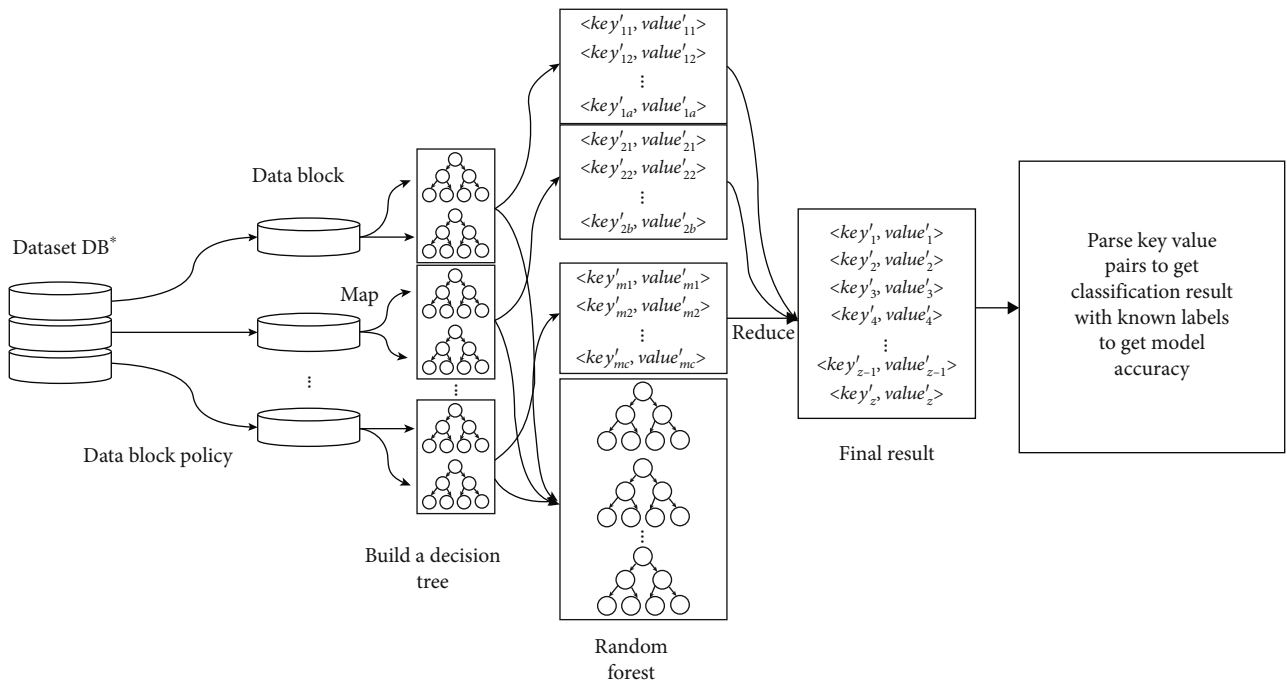 Dataset DB*
Data block policy
Data block
Map
⋮
Build a decision
tree
⋮
<key′₁₁, value′₁₁>
<key′₁₂, value′₁₂>
⋮
<key′₁ₐ, value′₁ₐ>
<key′₂₁, value′₂₁>
<key′₂₂, value′₂₂>
⋮
<key′_{2b}, value′_{2b}>
<key′_{m1}, value′_{m1}>
<key′_{m2}, value′_{m2}>
⋮
<key′_{mc}, value′_{mc}>
⋮
Random
forest
Reduce
<key′₁, value′₁>
<key′₂, value′₂>
<key′₃, value′₃>
<key′₄, value′₄>
⋮
<key′_{z–1}, value′_{z–1}>
<key′_z, value′_z>
Final result
Parse key value
pairs to get
classification result
with known labels
to get model
accuracy